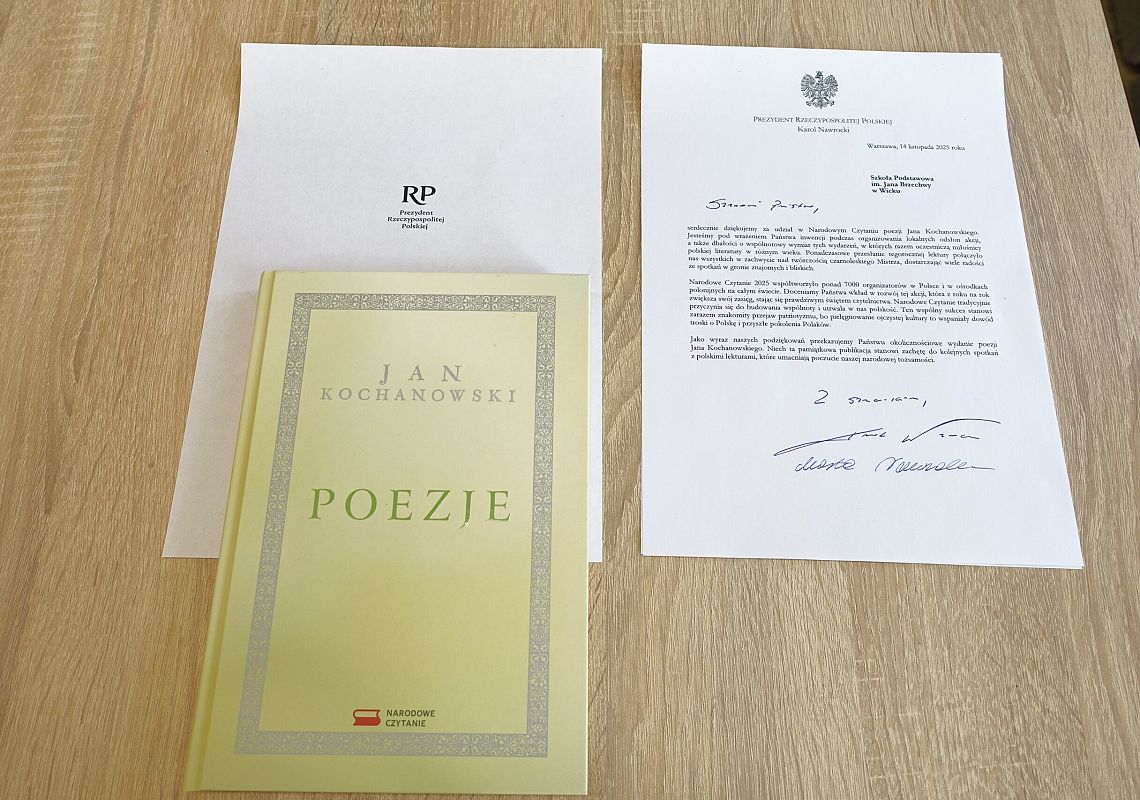 RP
Prezydent
Rzeczypospolitej
Polskiej
JAN
KOCHANOWSKI
POEZJE
NARODOWE
CZYTANIE
PREZYDENT RZECZYPOSPOLITEJ POLSKIEJ
Karol Nawrocki
Warszawa, 14 listopada 2025 roku
Szkoła Podstawowa
im. Jana Brzechwy
w Wicku
Szanowni Państwo,
serdecznie dziękujemy za udział w Narodowym Czytaniu poezji Jana Kochanowskiego.
Jesteśmy pod wrażeniem Państwa inwencji podczas organizowania lokalnych odsłon akcji,
a także dbałości o wspólnotowy wymiar tych wydarzeń, w których razem uczestniczą miłośnicy
polskiej literatury w różnym wieku. Ponadczasowe przesłanie tegorocznej lektury połączyło
nas wszystkich w zachwycie nad twórczością czarnoleskiego Mistrza, dostarczając wiele radości
ze spotkań w gronie znajomych i bliskich.
Narodowe Czytanie 2025 współtworzyło ponad 7000 organizatorów w Polsce i w ośrodkach
polonijnych na całym świecie. Doceniamy Państwa wkład w rozwój tej akcji, która z roku na rok
zwiększa swój zasięg, stając się prawdziwym świętem czytelnictwa. Narodowe Czytanie tradycyjnie
przyczynia się do budowania wspólnoty i utrwala w nas polskość. Ten wspólny sukces stanowi
zarazem znakomity przejaw patriotyzmu, bo pielęgnowanie ojczystej kultury to wspaniały dowód
troski o Polskę i przyszłe pokolenia Polaków.
Jako wyraz naszych podziękowań przekazujemy Państwu okolicznościowe wydanie poezji
Jana Kochanowskiego. Niech ta pamiątkowa publikacja stanowi zachętę do kolejnych spotkań
z polskimi lekturami, które umacniają poczucie naszej narodowej tożsamości.
Z szacunkiem,